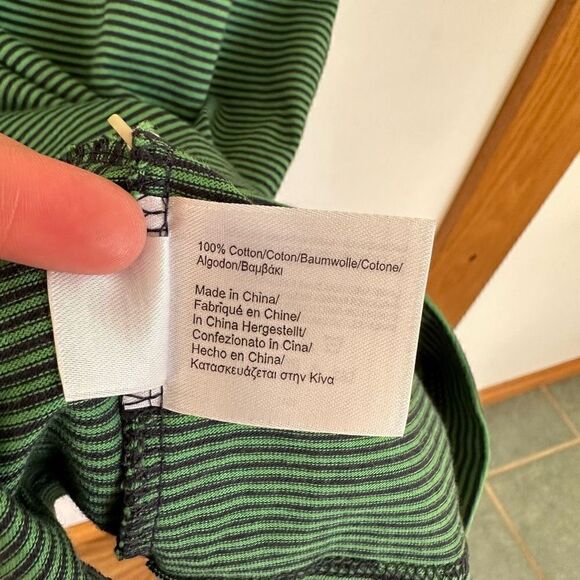 100% Cotton/Coton/Baumwolle/Cotone/
Algodon/Βαμβάκι
Made in China/
Fabriqué en Chine/
In China Hergestellt/
Confezionato in Cina/
Hecho en China/
Κατασκευάζεται στην Κίνα